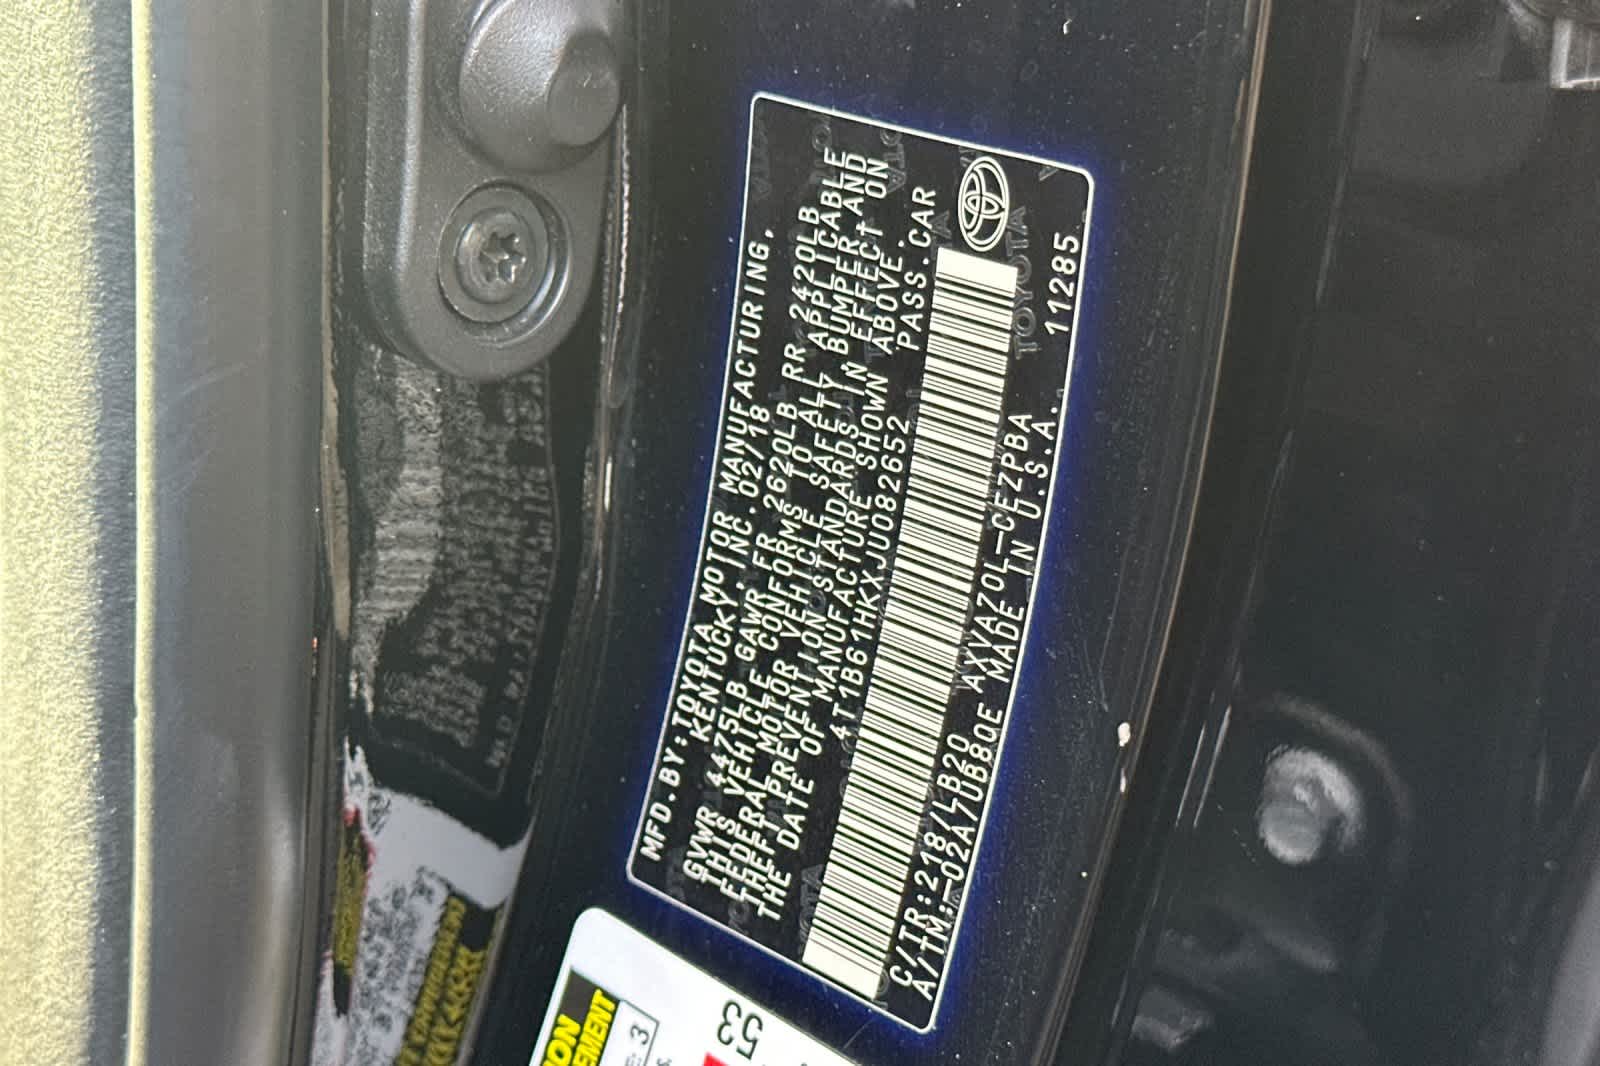 MFD.BY:TOYOTA MOTOR MANUFACTURING,
KENTUCKY, INC. 02/18
GVWR 4475LB GAWR FR 2620LB RR 2420LB
THIS VEHICLE CONFORMS TO ALL APPLICABLE
FEDERAL MOTOR VEHICLE SAFETY, BUMPER, AND
THEFT PREVENTION STANDARDS IN EFFECT ON
THE DATE OF MANUFACTURE SHOWN ABOVE.
4T1B61HKXJU082652 PASS.CAR
C/TR:218/LB20 AXVA70L-CEZPBA
A/TM:-02A/UB80E MADE IN U.S.A. 11285
TOYOTA
3
53